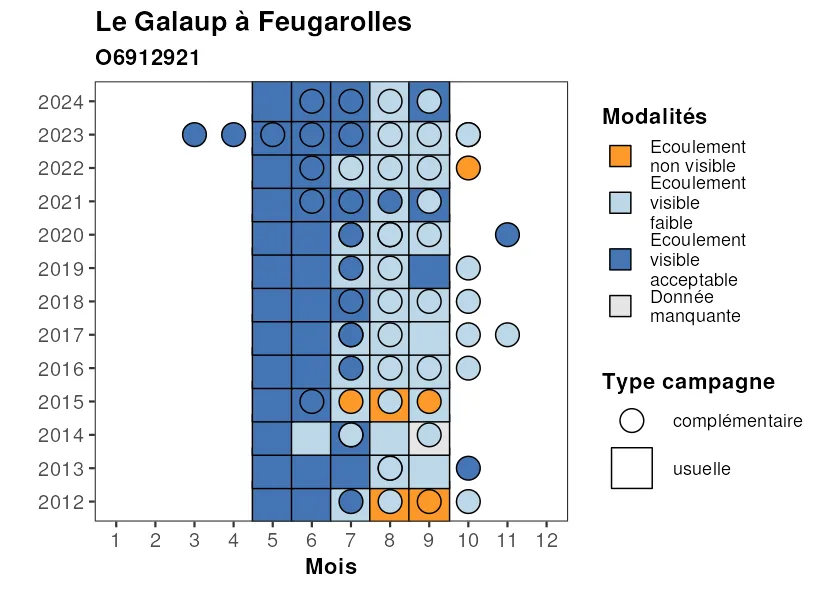 Le Galaup à Feugarolles
O6912921
2024
2023
2022
2021
2020
2019
2018
2017
2016
2015
2014
2013
2012
1 2 3 4 5 6 7 8 9 10 11 12
Mois
Modalités
Ecoulement
non visible
Ecoulement
visible
faible
Ecoulement
visible
acceptable
Donnée
manquante
Type campagne
complémentaire
usuelle